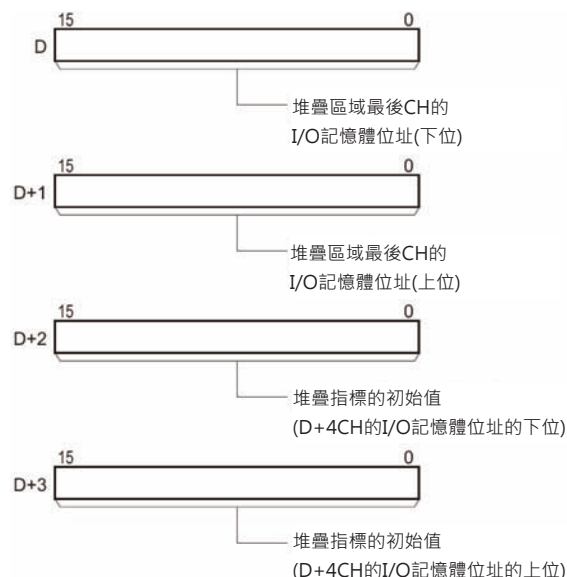 15 0
D
堆疊區域最後CH的
I/O記憶體位址(下位)
15 0
D+1
堆疊區域最後CH的
I/O記憶體位址(上位)
15 0
D+2
堆疊指標的初始值
(D+4CH的I/O記憶體位址的下位)
15 0
D+3
堆疊指標的初始值
(D+4CH的I/O記憶體位址的上位)